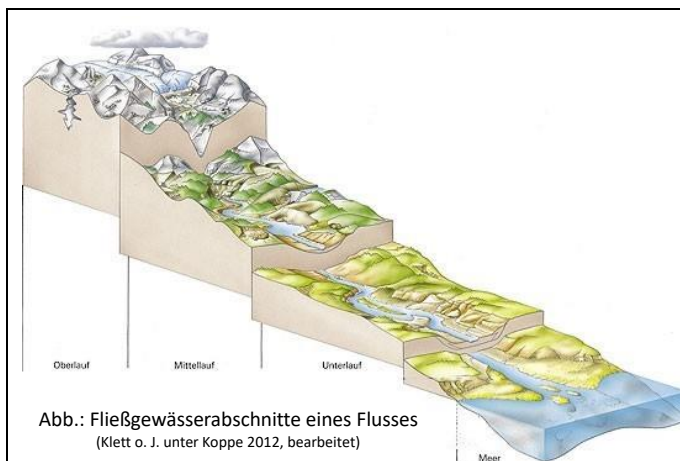 Oberlauf
Mittellauf
Unterlauf
Abb.: Fließgewässerabschnitte eines Flusses
(Klett o. J. unter Koppe 2012, bearbeitet)
Meer